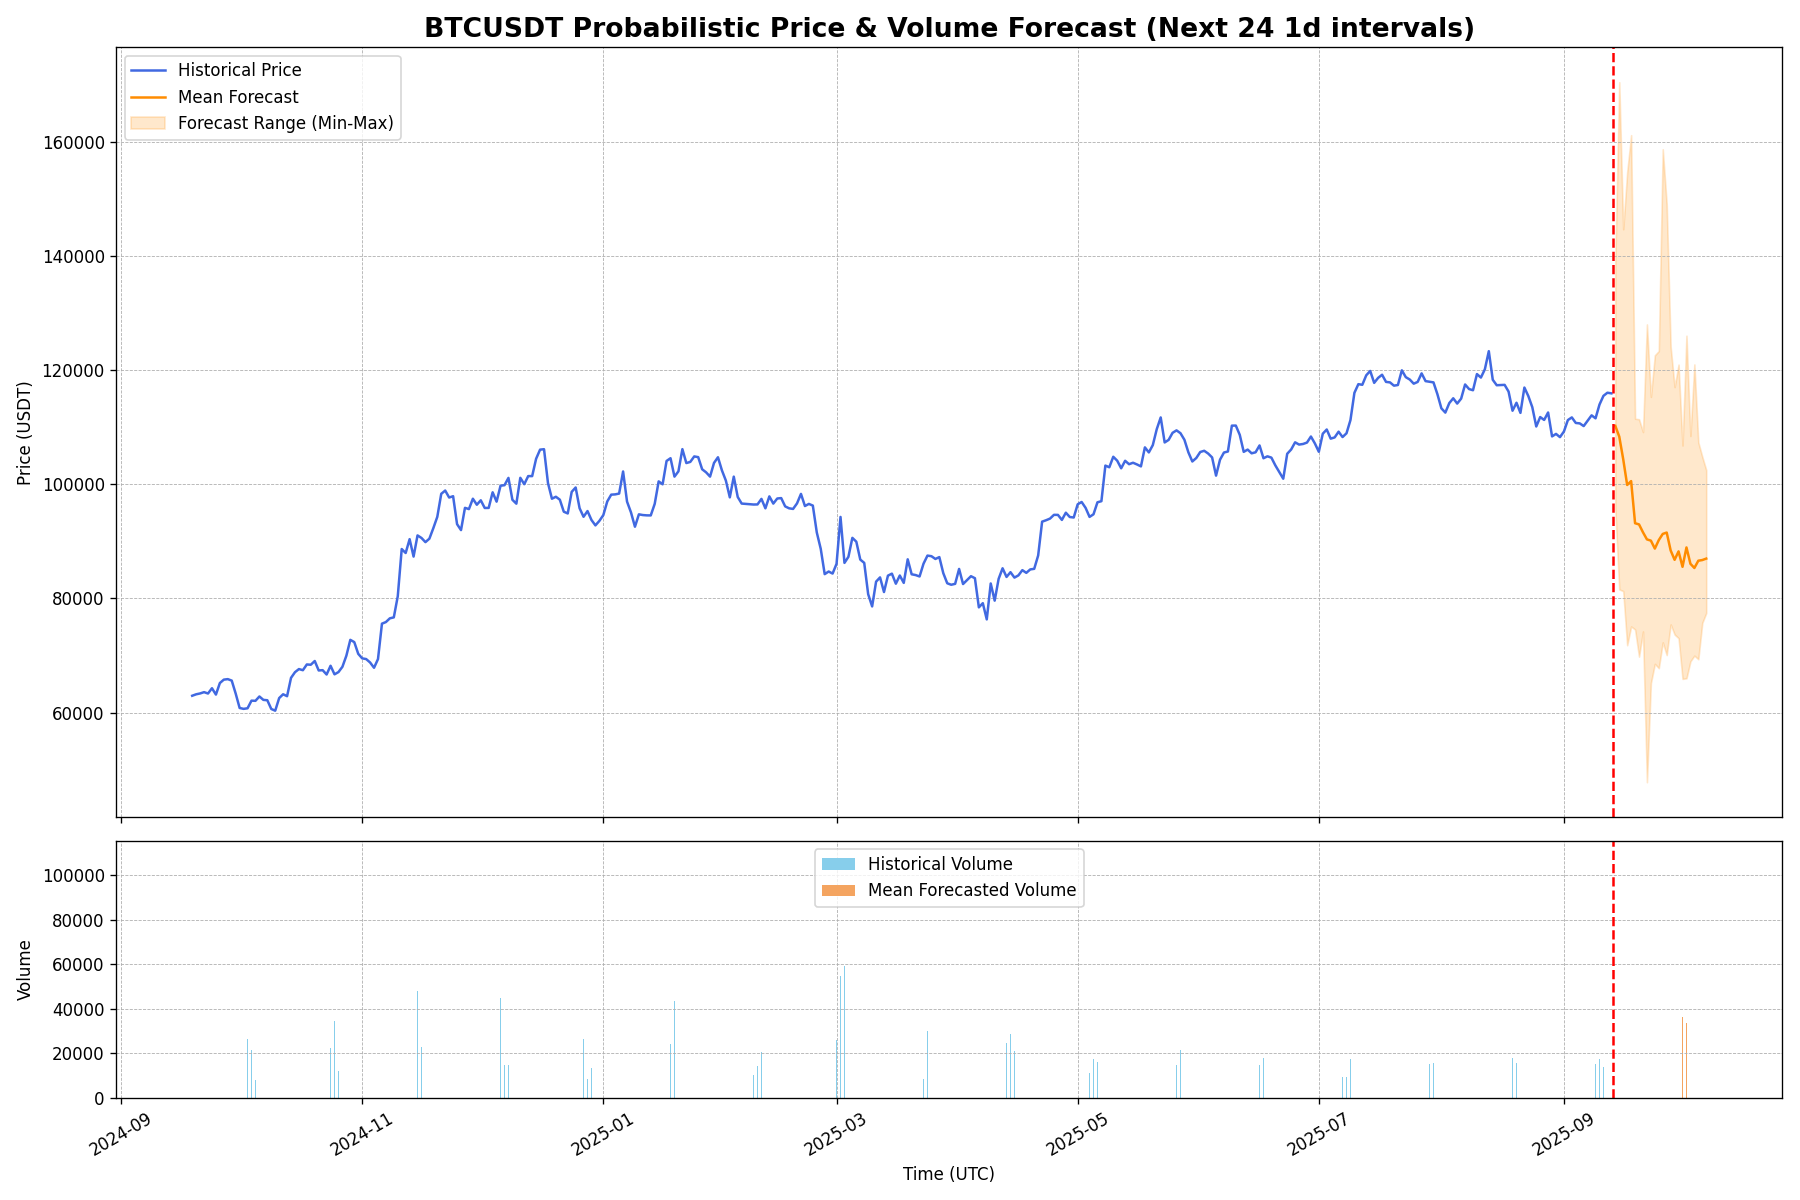 BTCUSDT Probabilistic Price & Volume Forecast (Next 24 1d intervals)
Historical Price
Mean Forecast
Forecast Range (Min-Max)
Price (USDT)
160000
140000
120000
100000
80000
60000
Historical Volume
Mean Forecasted Volume
Volume
100000
80000
60000
40000
20000
0
2024-09
2024-11
2025-01
2025-03
2025-05
2025-07
2025-09
Time (UTC)